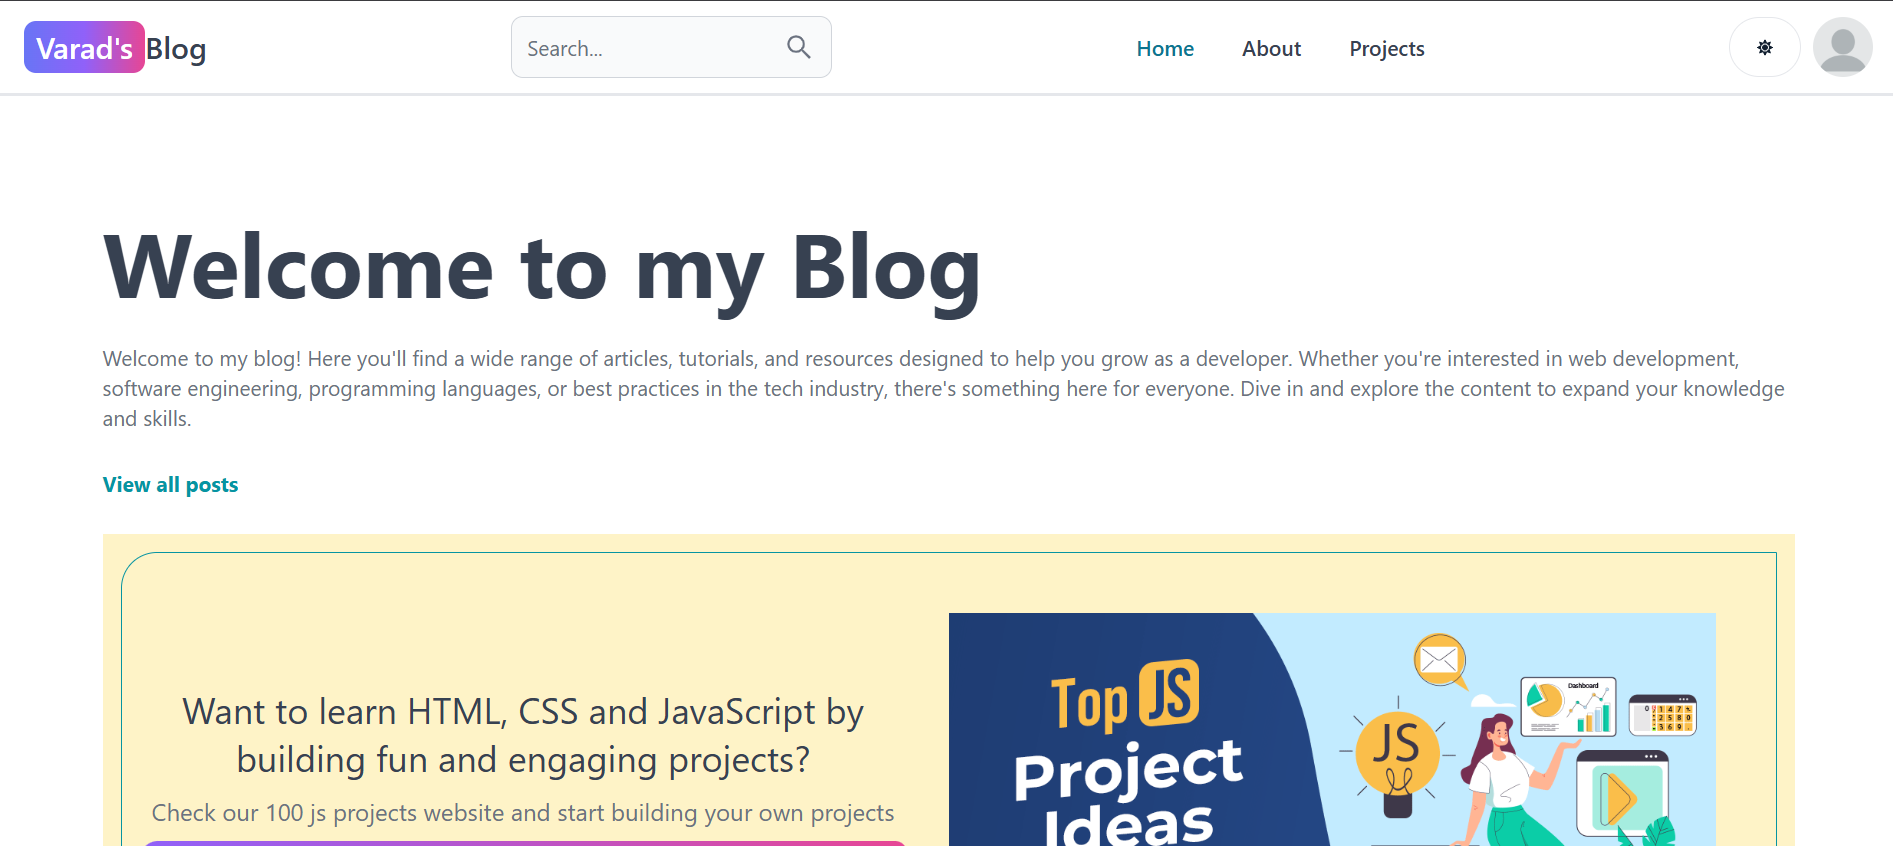 Varad's Blog
Search...
Home About Projects
Welcome to my Blog
Welcome to my blog! Here you'll find a wide range of articles, tutorials, and resources designed to help you grow as a developer. Whether you're interested in web development,
software engineering, programming languages, or best practices in the tech industry, there's something here for everyone. Dive in and explore the content to expand your knowledge
and skills.
View all posts
Want to learn HTML, CSS and JavaScript by
building fun and engaging projects?
Check our 100 js projects website and start building your own projects
Top JS
Project
Ideas
JS
Dashboard